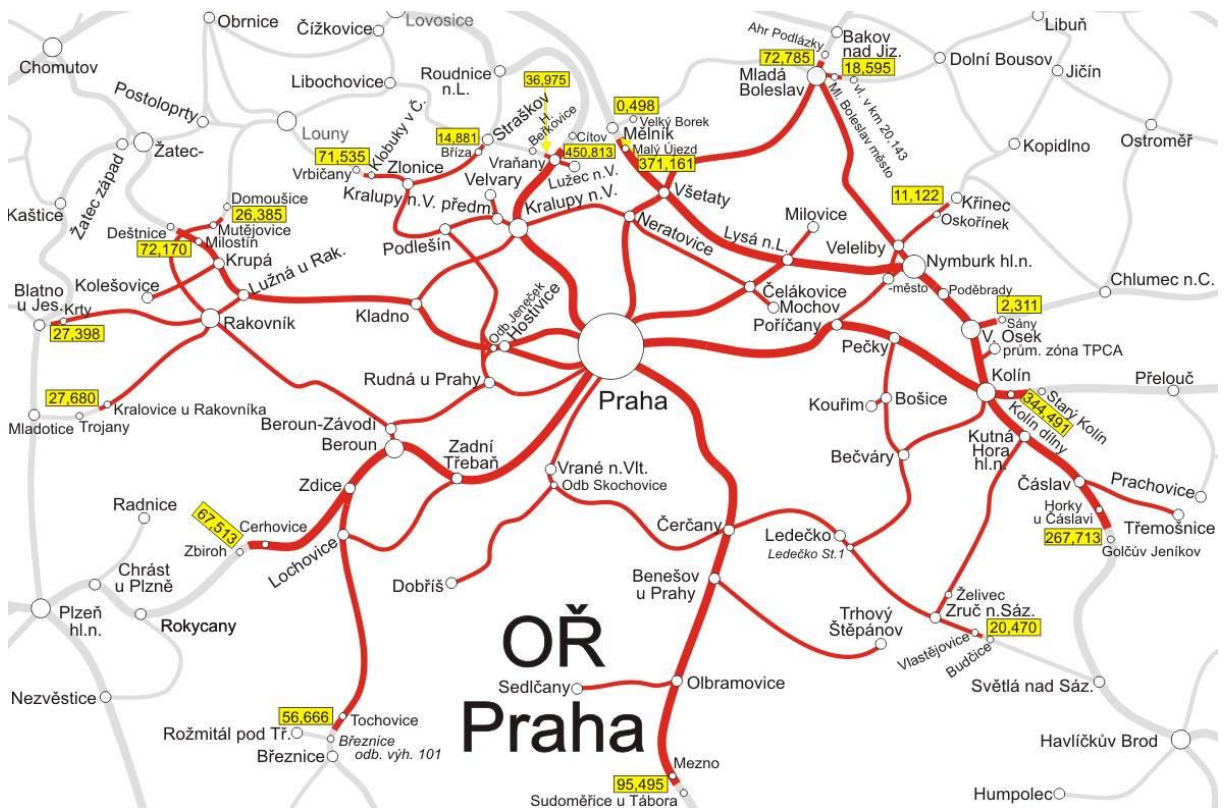 Obrnice
Lovosice
Libuň
Čížkovice
Ahr Podlázky
Bakov
nad Jiz.
Chomutov
Roudnice
n.L.
36,975
72,785
18,595
Dolní Bousov
Jičín
Libochovice
Mladá
Boleslav
vl. v km 20,143
Postoloprty
0,498
Velký Borek
Ml. Boleslav město
Louny
Klobuky v Č.
14,881
Straškov
H. Beřkovice
Cítov
Mělník
Ostroměř
Žatec-
Bříza
450,813
Malý Újezd
Kopidlno
71,535
Zlonice
Vraňany
371,161
Vrbičany
Lužec n.V.
Velvary
Žatec západ
Kralupy n.V. předm.
Kralupy n.V.
Všetaty
11,122
Křinec
Kaštice
Domoušice
26,385
Oskořínek
Deštnice
Mutějovice
Neratovice
Milovice
72,170
Milostín
Podlešín
Lysá n.L.
Veleliby
Krupá
Nymburk hl.n.
Lužná u Rak.
Kolešovice
Čelákovice
-město
Poděbrady
Chlumec n.C.
Blatno
u Jes.
Krty
Mochov
2,311
Kladno
Odb Jeneček
Hostivice
Poříčany
Sány
27,398
Rakovník
V. Osek
Pečky
prům. zóna TPCA
Rudná u Prahy
Kolín
Přelouč
27,680
Praha
Starý Kolín
Kralovice u Rakovníka
Kouřim
Bošice
344,491
Mladotice
Trojany
Beroun-Závodí
Kolín dílny
Beroun
Zadní
Třebaň
Kutná
Hora
hl.n.
Bečváry
Vrané n.Vlt.
Odb Skochovice
Zdice
Čáslav
Prachovice
Radnice
67,513
Cerhovice
Horky
u Čáslavi
Třemošnice
Zbiroh
Čerčany
Ledečko
267,713
Lochovice
Ledečko St.1
Golčův Jeníkov
Chrást
u Plzně
Dobříš
Benešov
u Prahy
Želivec
Plzeň
hl.n.
Trhový
Štěpánov
Zruč n.Sáz.
Rokycany
OŘ
Praha
Vlastějovice
20,470
Budčice
Nezvěstice
Sedlčany
Olbramovice
Světlá nad Sáz.
56,666
Tochovice
Rožmitál pod Tř.
Březnice
odb. výh. 101
Březnice
Havlíčkův Brod
Mezno
95,495
Sudoměřice u Tábora
Humpolec